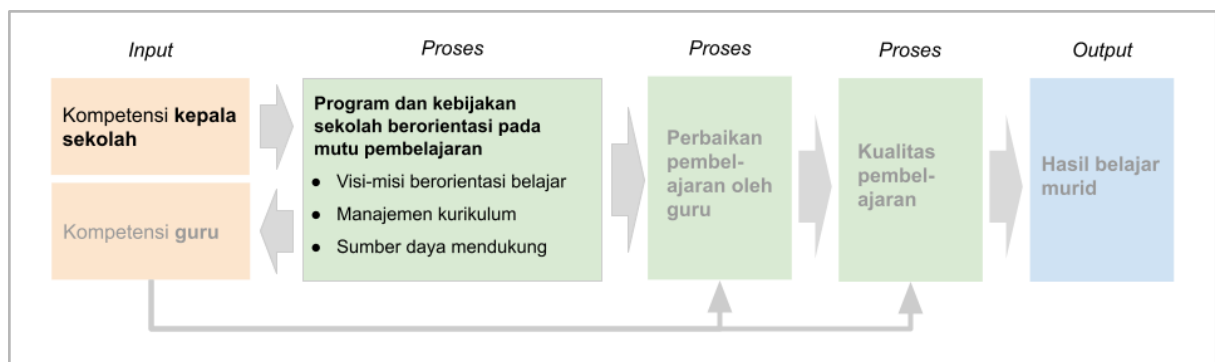 Input
Proses
Proses
Proses
Output
Kompetensi kepala
sekolah
Kompetensi guru
Program dan kebijakan
sekolah berorientasi pada
mutu pembelajaran
● Visi-misi berorientasi belajar
● Manajemen kurikulum
● Sumber daya mendukung
Perbaikan
pembel-
ajaran oleh
guru
Kualitas
pembel-
ajaran
Hasil belajar
murid